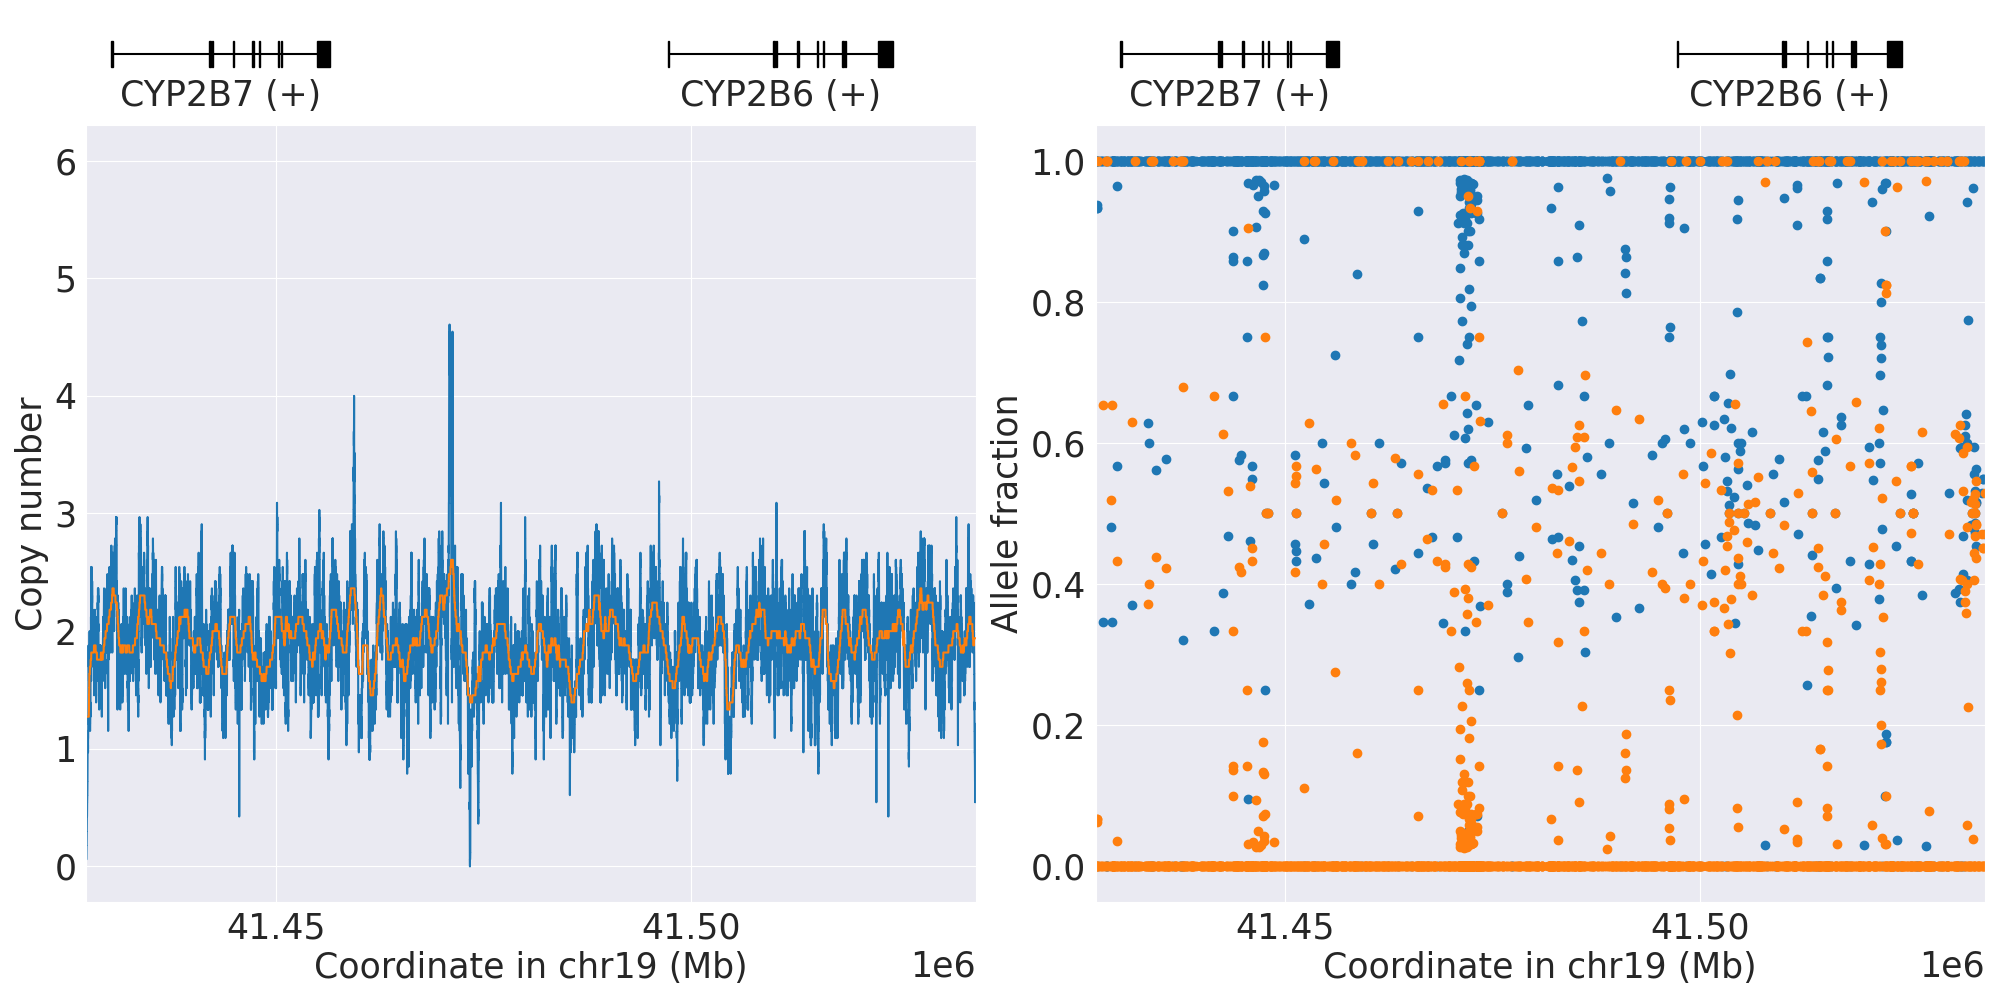 CYP2B7 (+)
CYP2B6 (+)
CYP2B7 (+)
CYP2B6 (+)
6
5
4
3
2
1
0
Copy number
41.45
41.50
Coordinate in chr19 (Mb)
1e6
1.0
0.8
0.6
0.4
0.2
0.0
Allele fraction
41.45
41.50
Coordinate in chr19 (Mb)
1e6